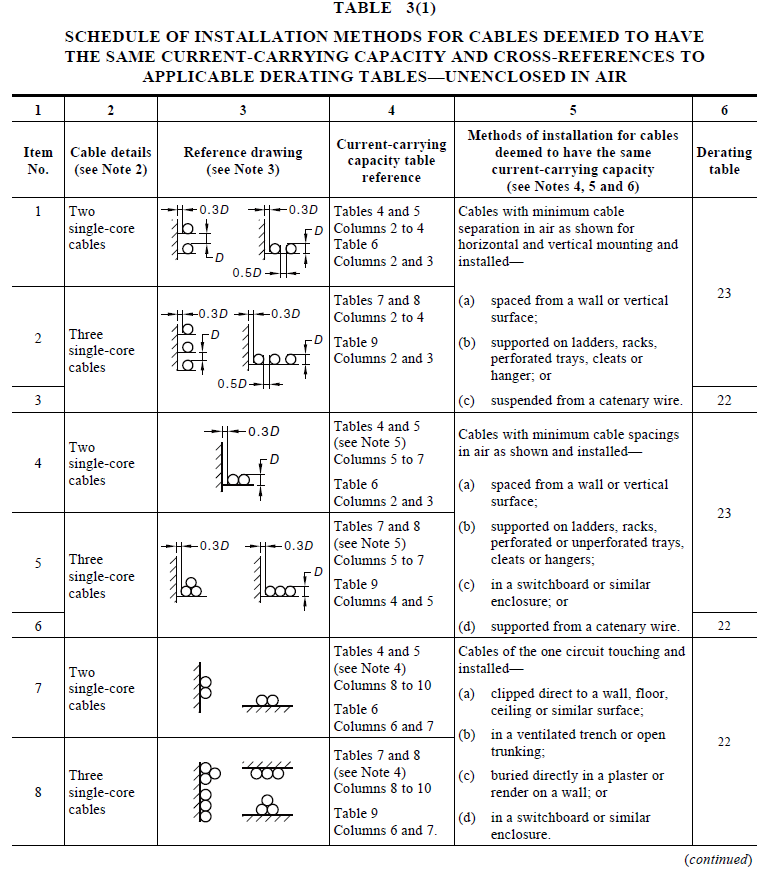 TABLE 3(1)
SCHEDULE OF INSTALLATION METHODS FOR CABLES DEEMED TO HAVE
THE SAME CURRENT-CARRYING CAPACITY AND CROSS-REFERENCES TO
APPLICABLE DERATING TABLES—UNENCLOSED IN AIR
1 2 3 4 5 6
Item
No.
Cable details
(see Note 2)
Reference drawing
(see Note 3)
Current-carrying
capacity table
reference
Methods of installation for cables
deemed to have the same
current-carrying capacity
(see Notes 4, 5 and 6)
Derating
table
1
Two
single-core
cables
0.3D
D
0.3D
D
0.5D
Tables 4 and 5
Columns 2 to 4
Table 6
Columns 2 and 3
Cables with minimum cable
separation in air as shown for
horizontal and vertical mounting and
installed—
(a) spaced from a wall or vertical
surface;
(b) supported on ladders, racks,
perforated trays, cleats or
hanger; or
(c) suspended from a catenary wire.
23
2
Three
single-core
cables
0.3D
D
0.3D
D
0.5D
Tables 7 and 8
Columns 2 to 4
Table 9
Columns 2 and 3
3
22
4
Two
single-core
cables
0.3D
D
Tables 4 and 5
(see Note 5)
Columns 5 to 7
Table 6
Columns 2 and 3
Cables with minimum cable spacings
in air as shown and installed—
(a) spaced from a wall or vertical
surface;
(b) supported on ladders, racks,
perforated or unperforated trays,
cleats or hangers;
(c) in a switchboard or similar
enclosure; or
(d) supported from a catenary wire.
23
5
Three
single-core
cables
0.3D
0.3D
D
Tables 7 and 8
(see Note 5)
Columns 5 to 7
Table 9
Columns 4 and 5
6
22
7
Two
single-core
cables
Tables 4 and 5
(see Note 4)
Columns 8 to 10
Table 6
Columns 6 and 7
Cables of the one circuit touching and
installed—
(a) clipped direct to a wall, floor,
ceiling or similar surface;
(b) in a ventilated trench or open
trunking;
(c) buried directly in a plaster or
render on a wall; or
(d) in a switchboard or similar
enclosure.
22
8
Three
single-core
cables
Tables 7 and 8
(see Note 4)
Columns 8 to 10
Table 9
Columns 6 and 7.
(continued)